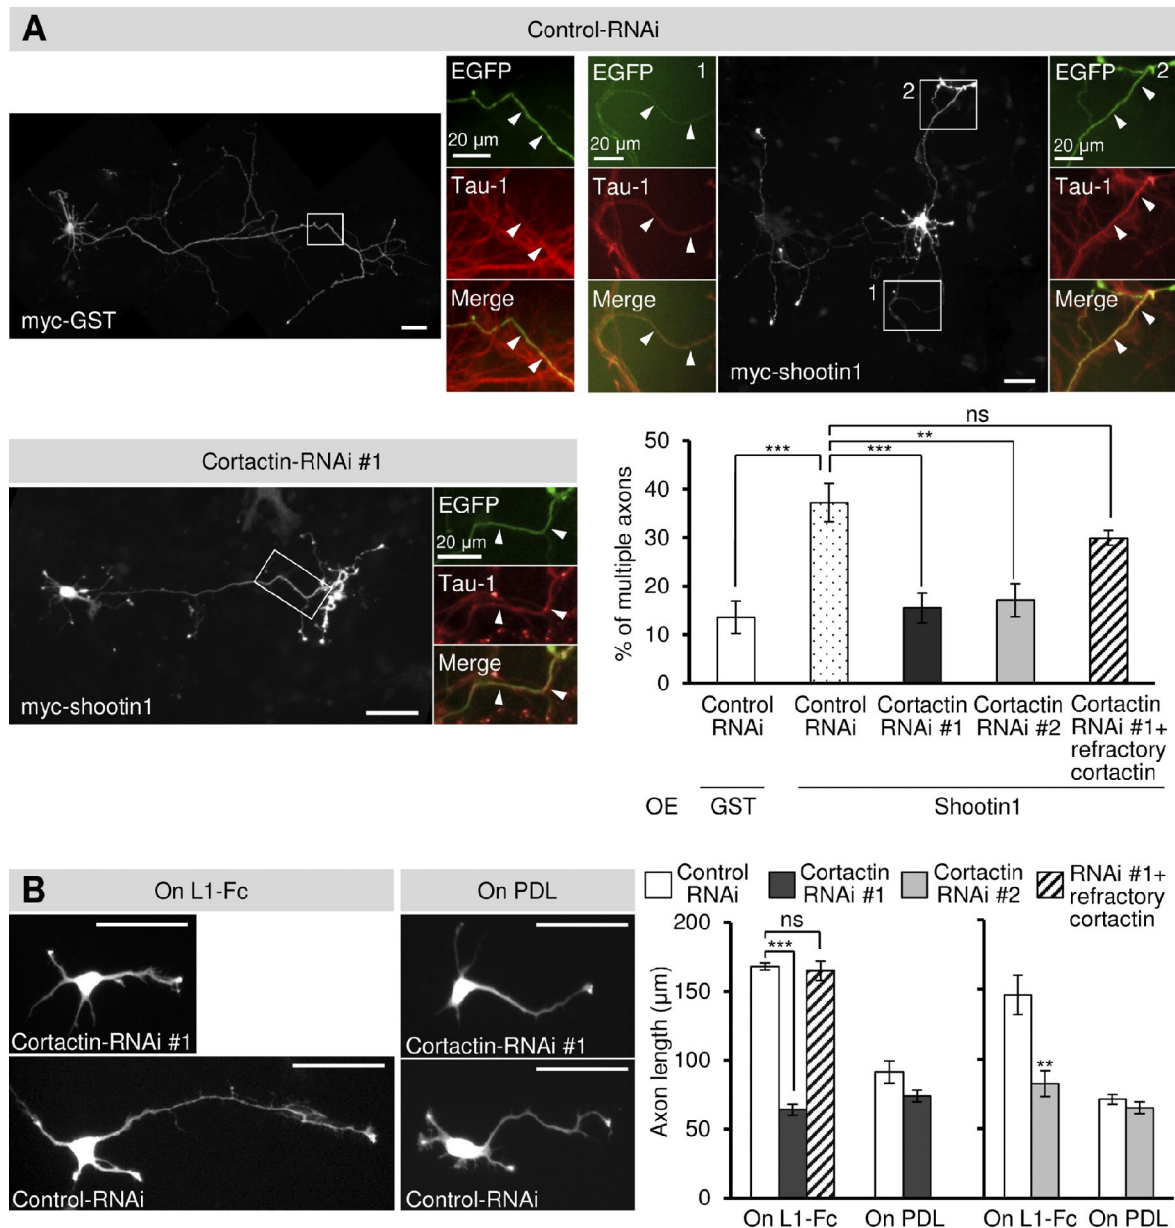 A
Control-RNAi
myc-GST
EGFP
20 µm
Tau-1
Merge
EGFP 1
20 µm
Tau-1
Merge
2
1
myc-shootin1
EGFP 2
20 µm
Tau-1
Merge
Cortactin-RNAi #1
myc-shootin1
EGFP
20 µm
Tau-1
Merge
% of multiple axons
50
40
30
20
10
0
***
***
**
ns
Control
RNAi
Control
RNAi
Cortactin
RNAi #1
Cortactin
RNAi #2
Cortactin
RNAi #1+
refractory
cortactin
OE
GST
Shootin1
B
On L1-Fc
On PDL
Cortactin-RNAi #1
Control-RNAi
Cortactin-RNAi #1
Control-RNAi
Control
RNAi
Cortactin
RNAi #1
Cortactin
RNAi #2
RNAi #1+
refractory
cortactin
Axon length (µm)
200
150
100
50
0
ns
***
**
On L1-Fc
On PDL
On L1-Fc
On PDL